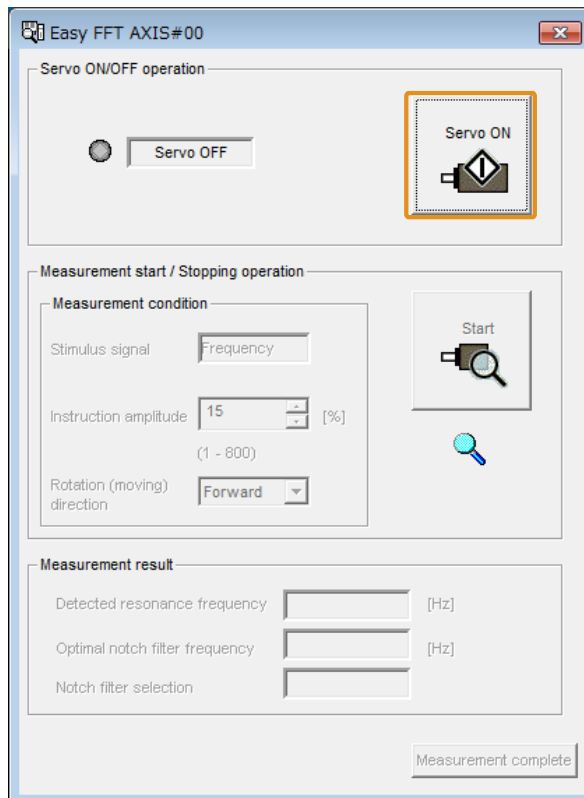 Easy FFT AXIS#00
Servo ON/OFF operation
Servo OFF
Servo ON
Measurement start / Stopping operation
Measurement condition
Stimulus signal
Frequency
Start
Instruction amplitude
15
[%]
(1 - 800)
Rotation (moving)
direction
Forward
Measurement result
Detected resonance frequency
[Hz]
Optimal notch filter frequency
[Hz]
Notch filter selection
Measurement complete